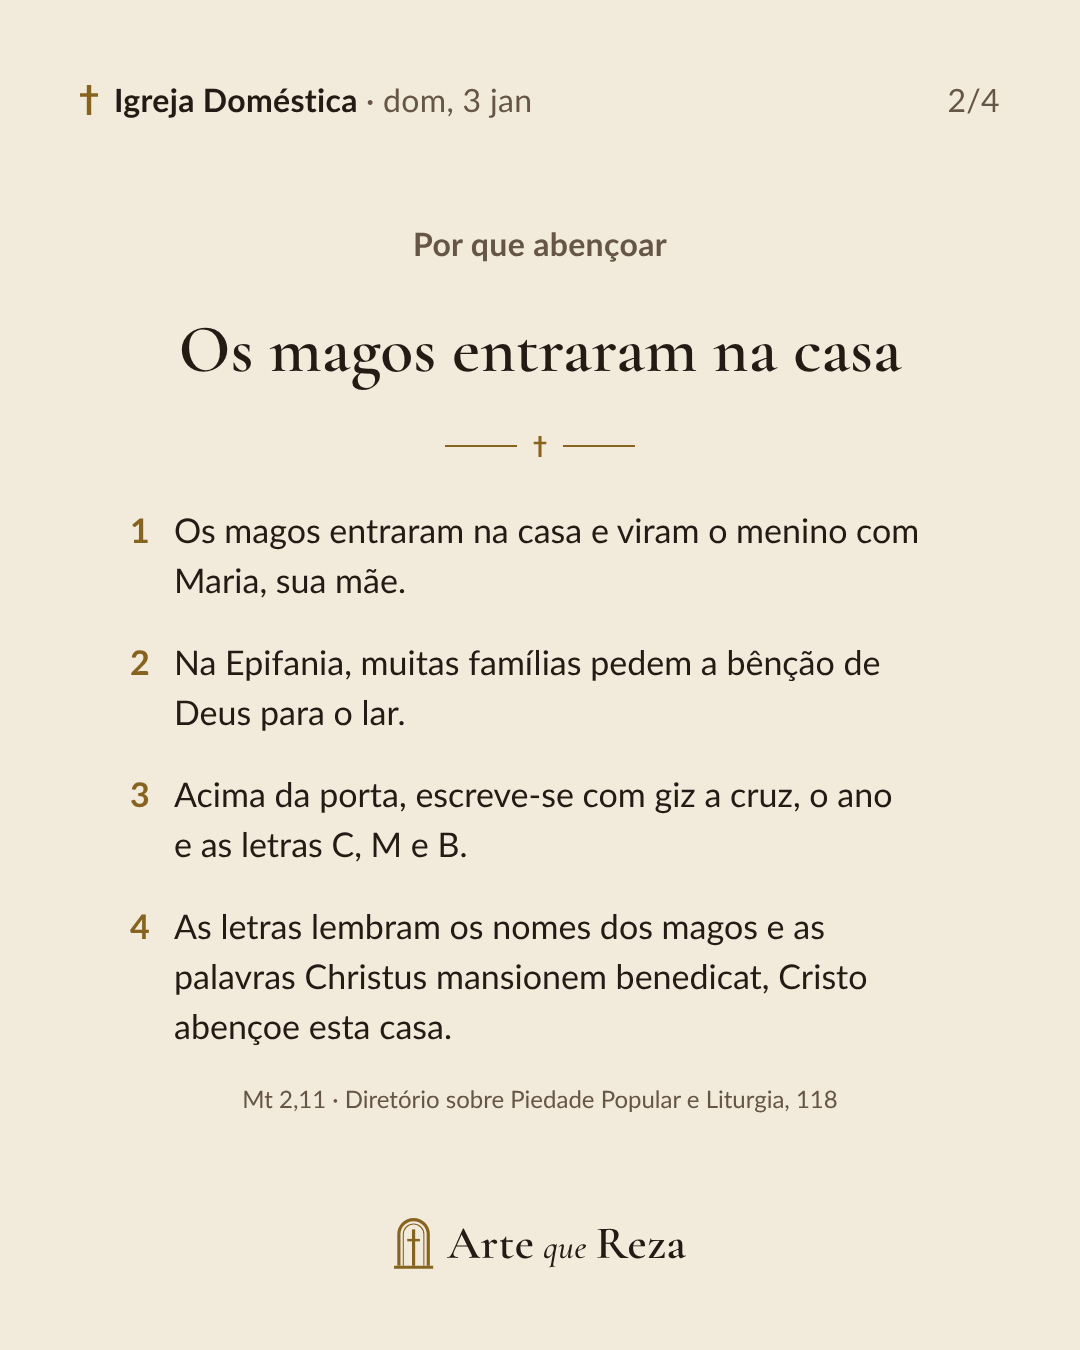 ✝ Igreja Doméstica · dom, 3 jan
2/4
Por que abençoar
Os magos entraram na casa
1 Os magos entraram na casa e viram o menino com
Maria, sua mãe.
2 Na Epifania, muitas famílias pedem a bênção de
Deus para o lar.
3 Acima da porta, escreve-se com giz a cruz, o ano
e as letras C, M e B.
4 As letras lembram os nomes dos magos e as
palavras Christus mansionem benedicat, Cristo
abençoe esta casa.
Mt 2,11 · Diretório sobre Piedade Popular e Liturgia, 118
Arte que Reza